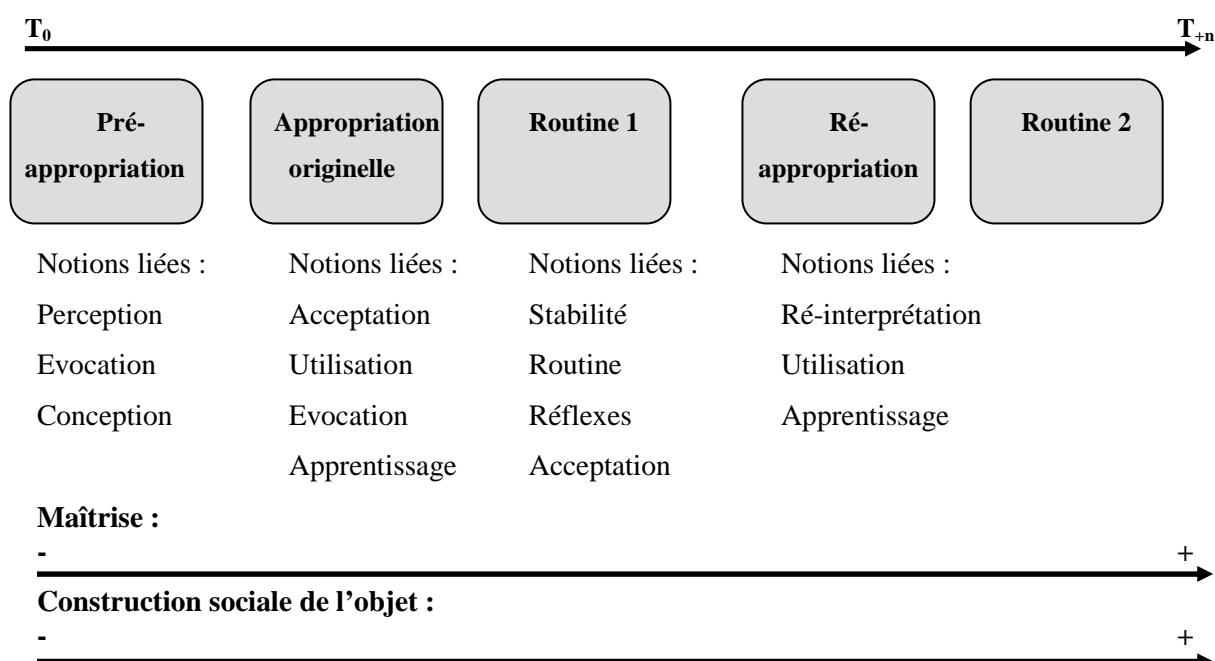 T₀ T₊ₙ
Pré-
appropriation
Appropriation
originelle
Routine 1
Ré-
appropriation
Routine 2
Notions liées :
Perception
Evocation
Conception
Notions liées :
Acceptation
Utilisation
Evocation
Apprentissage
Notions liées :
Stabilité
Routine
Réflexes
Acceptation
Notions liées :
Ré-interprétation
Utilisation
Apprentissage
Maîtrise :
- +
Construction sociale de l’objet :
- +